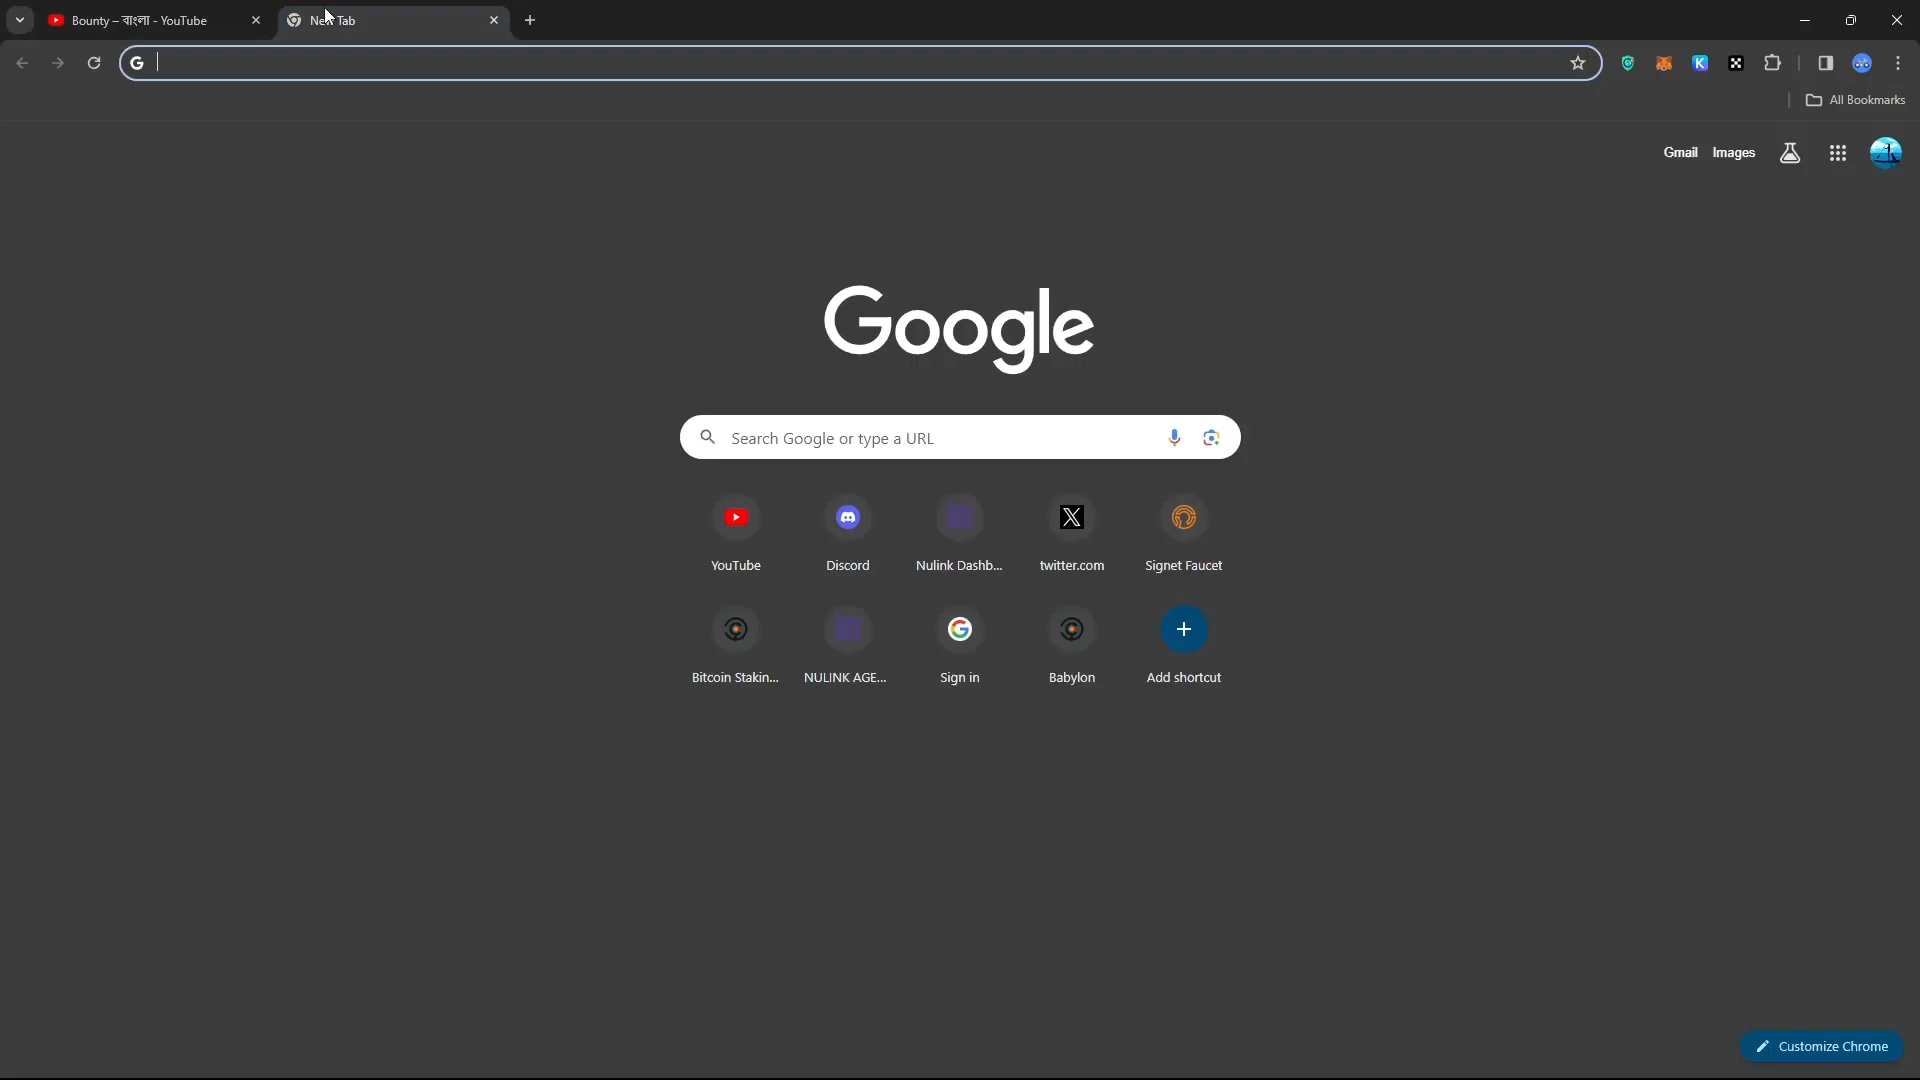 Bounty – বাংলা - YouTube
New Tab
All Bookmarks
Gmail Images
Google
Search Google or type a URL
YouTube Discord Nulink Dashb... twitter.com Signet Faucet
Bitcoin Stakin... NULINK AGE... Sign in Babylon Add shortcut
Customize Chrome